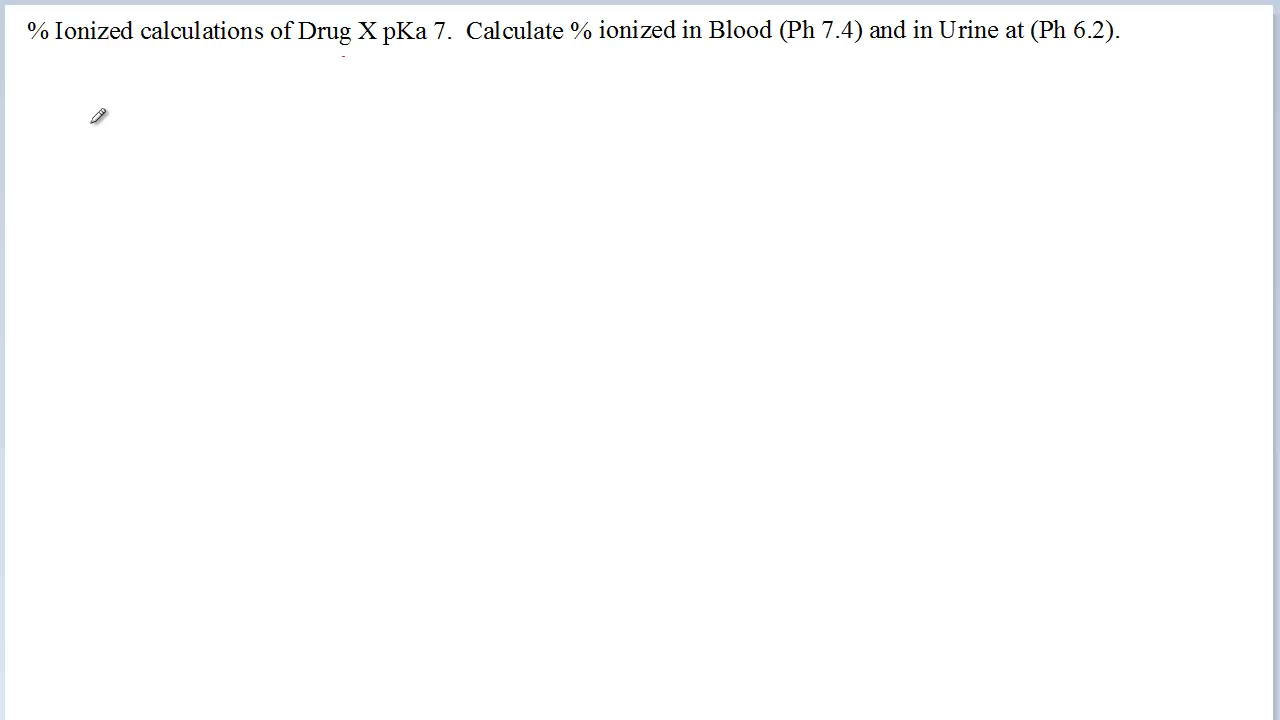 % Ionized calculations of Drug X pKa 7.  Calculate % ionized in Blood (Ph 7.4) and in Urine at (Ph 6.2).